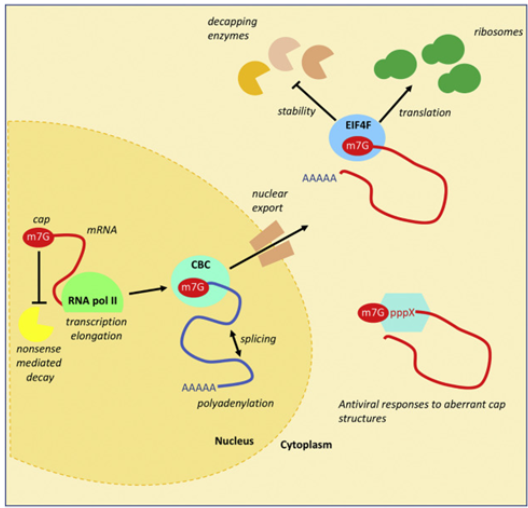 decapping
enzymes
ribosomes
stability
EIF4F
translation
m7G
AAAAA
nuclear
export
cap
m7G
mRNA
RNA pol II
transcription
elongation
nonsense
mediated
decay
CBC
m7G
splicing
AAAAA
polyadenylation
m7G
pppX
Antiviral responses to aberrant cap
structures
Nucleus
Cytoplasm